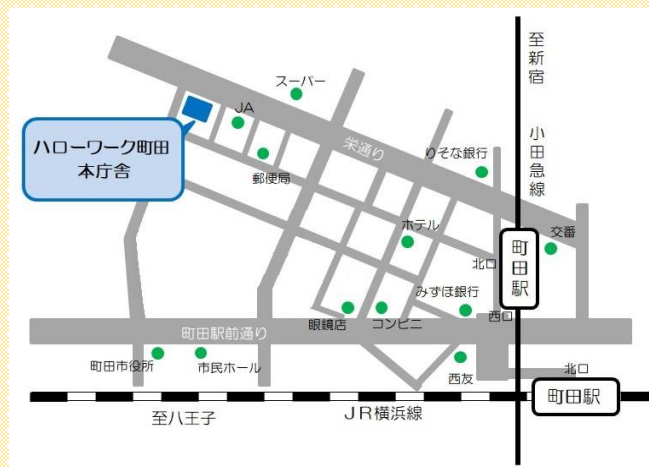 至新宿
小田急線
スーパー
JA
ハローワーク町田
本庁舎
栄通り
りそな銀行
郵便局
ホテル
交番
北口
町田駅
みずほ銀行
西口
眼鏡店
コンビニ
町田駅前通り
町田市役所
市民ホール
西友
北口
町田駅
至八王子
JR横浜線